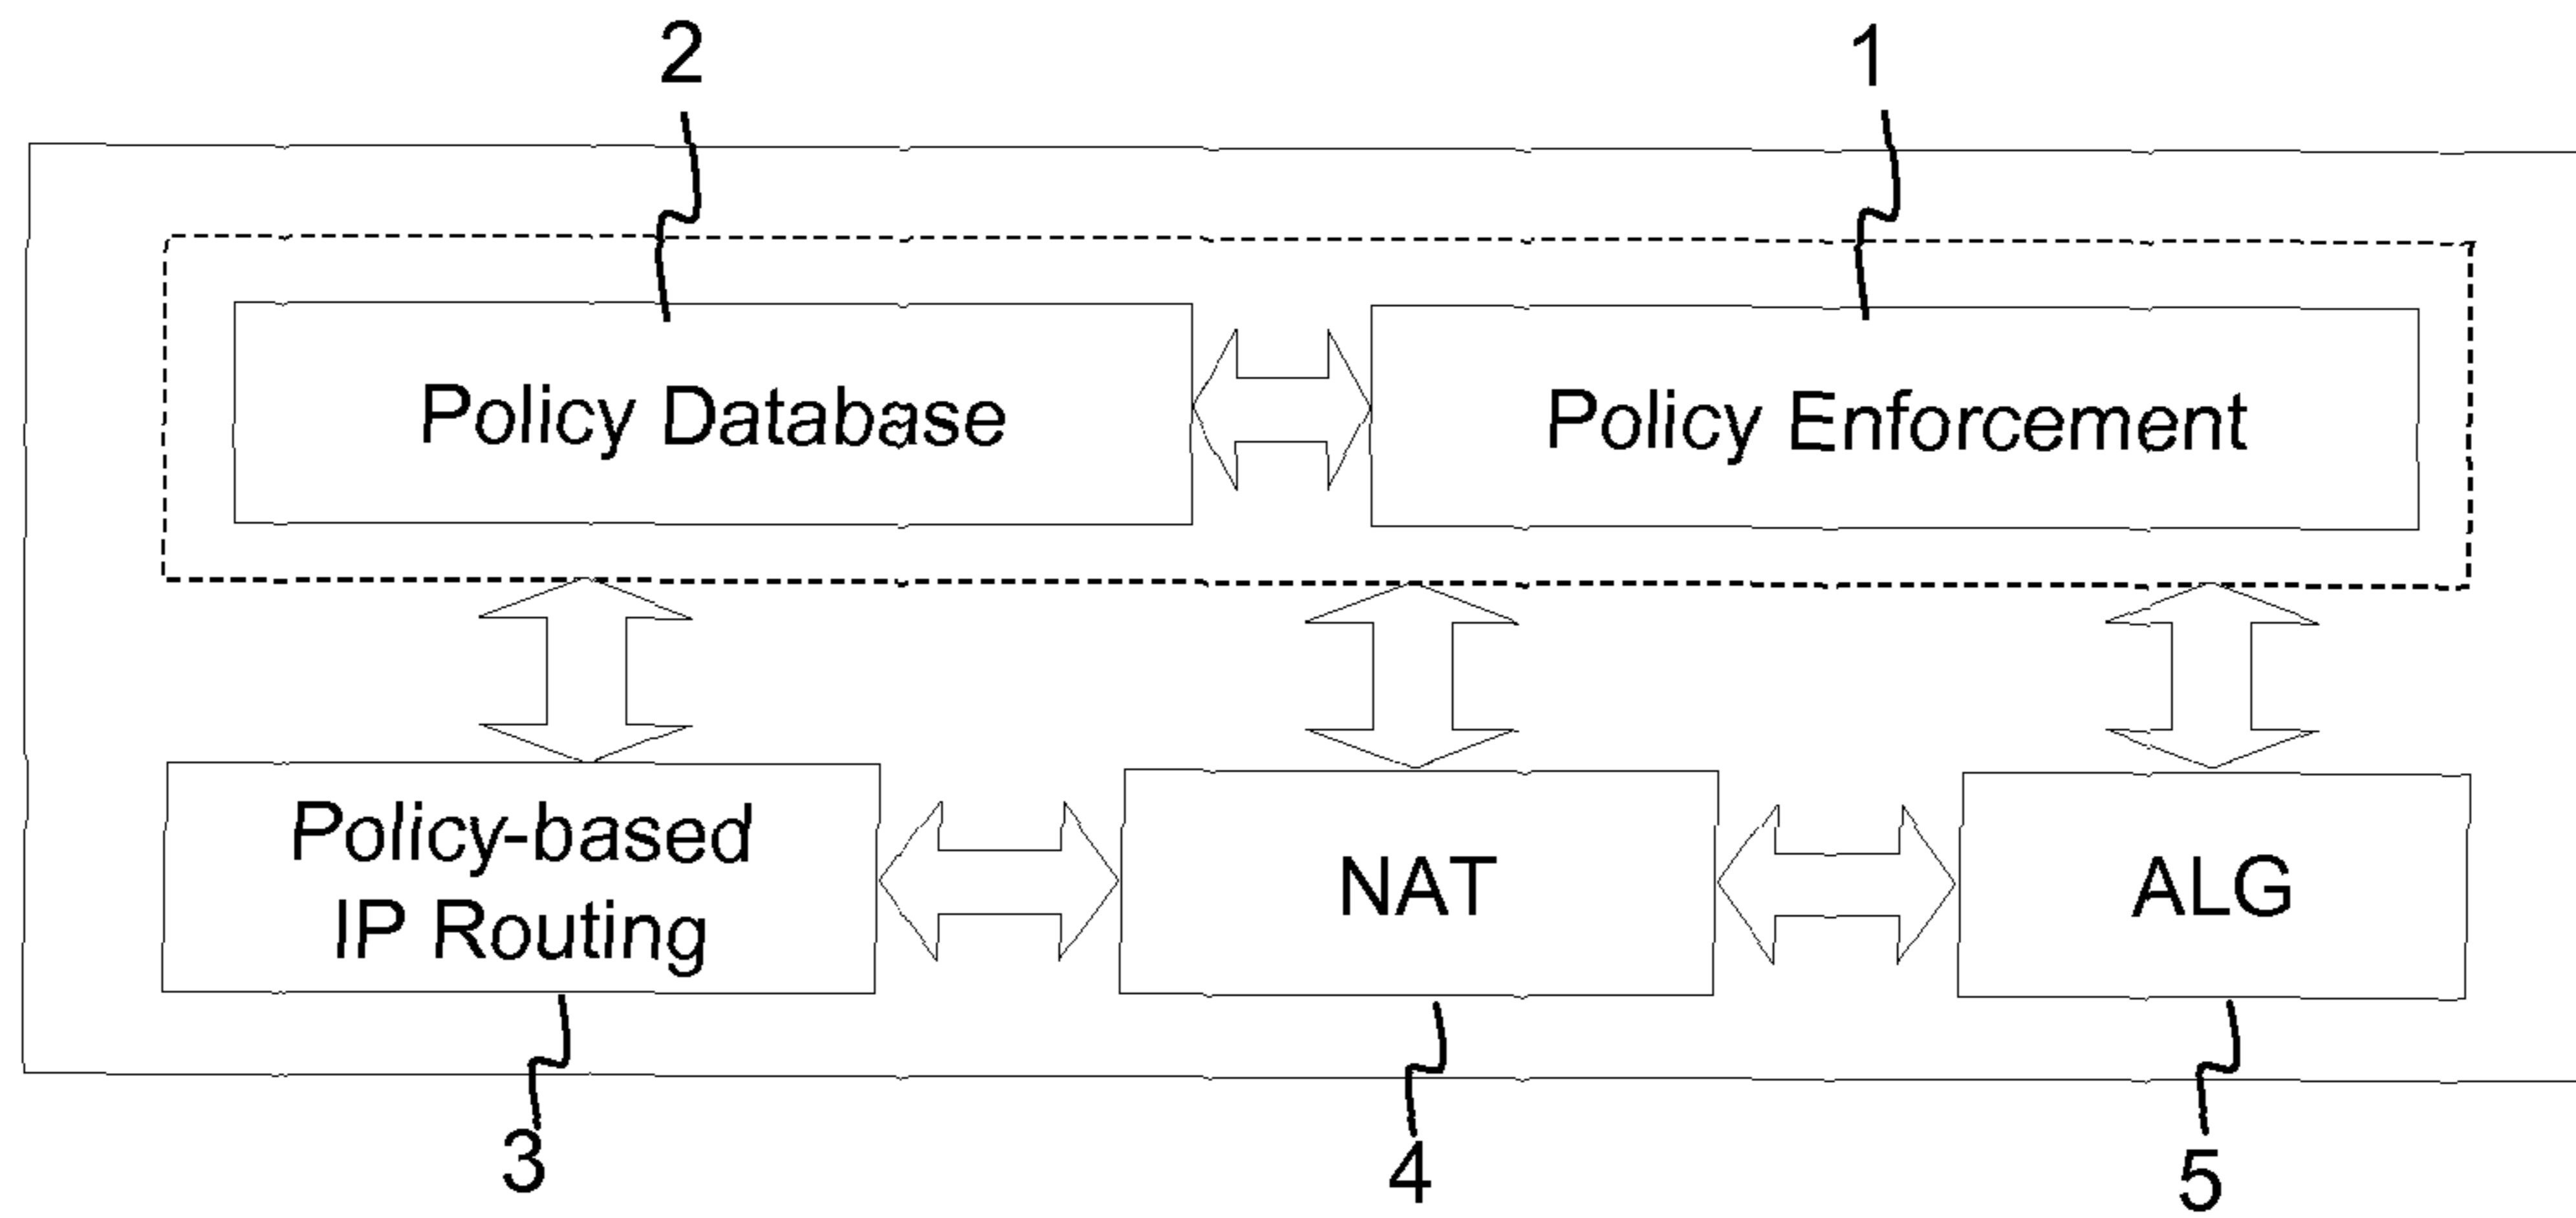 2
1
Policy Database
Policy Enforcement
Policy-based
IP Routing
NAT
ALG
3
4
5